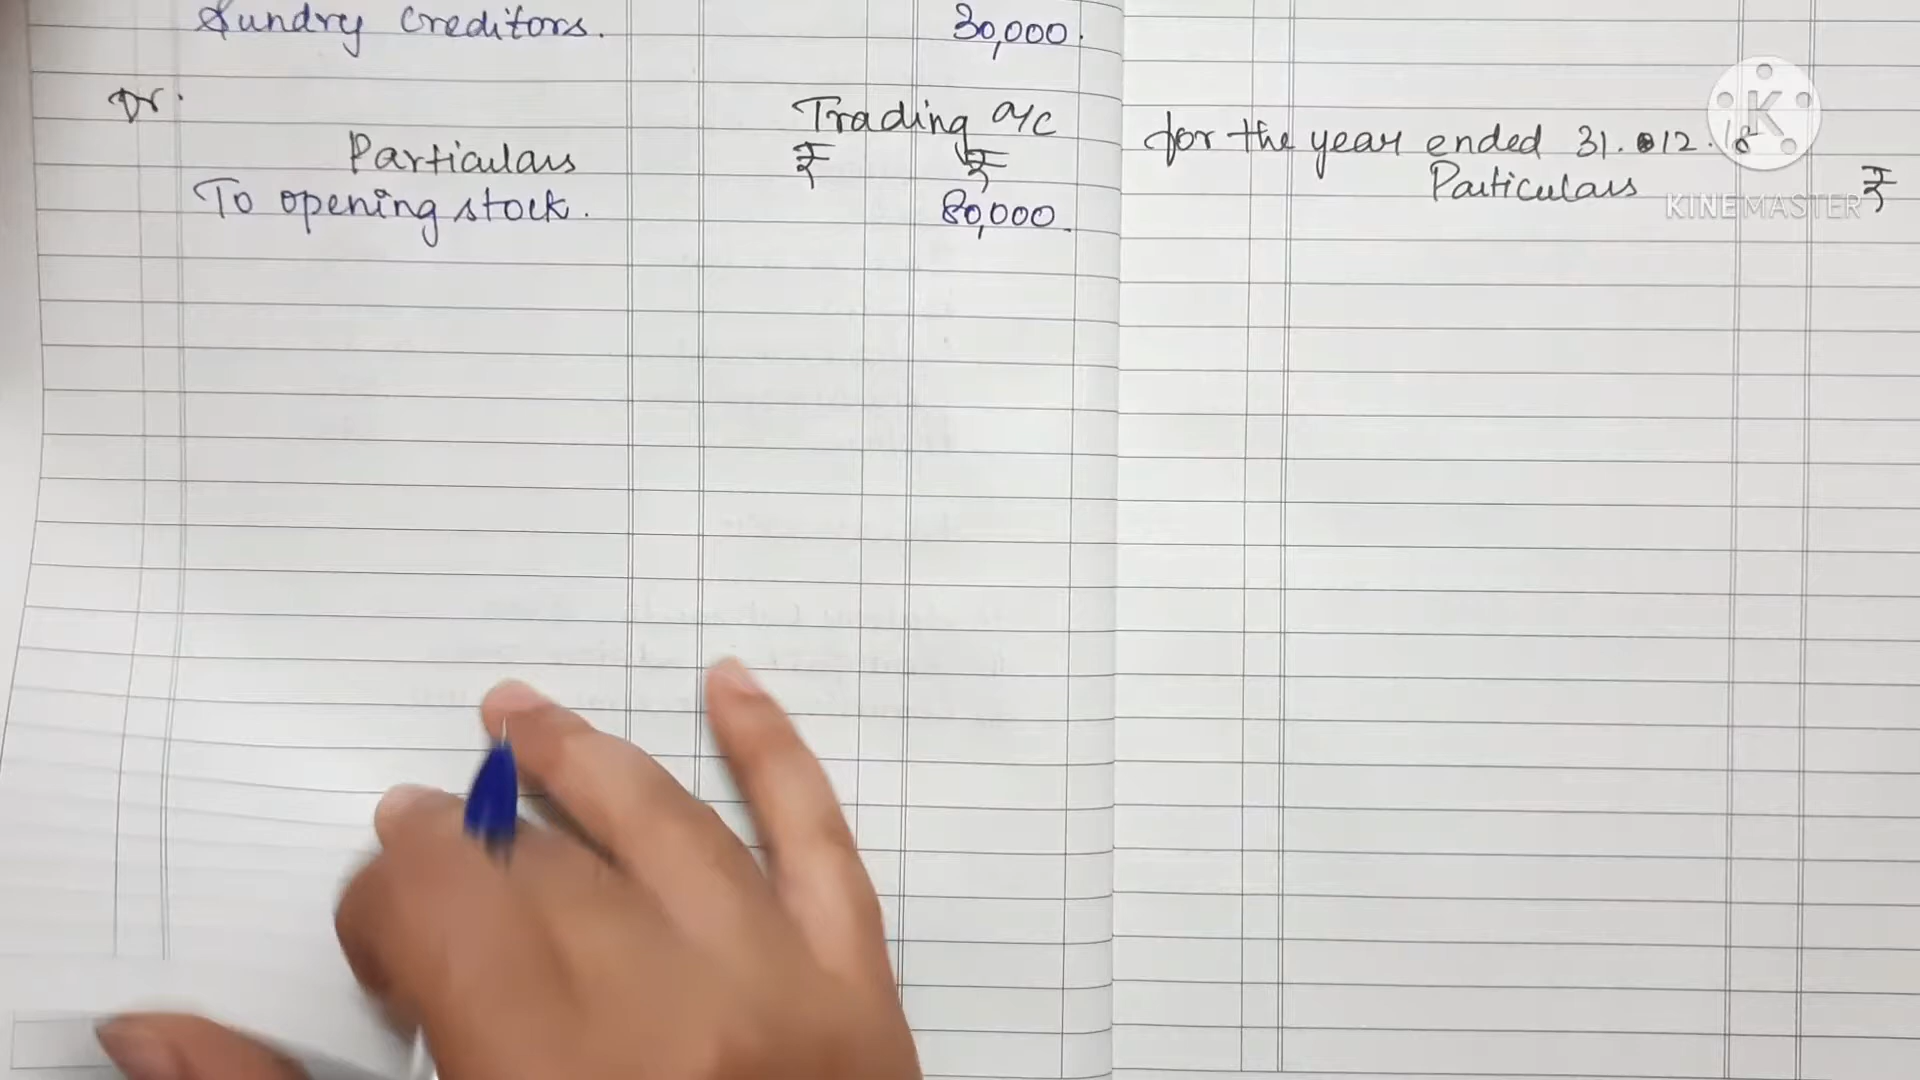 Sundry Creditors. 30,000.
Dr.
Trading a/c for the year ended 31.12.18
Particulars ₹ ₹ Particulars ₹
To opening stock. 80,000.
K
KINEMASTER